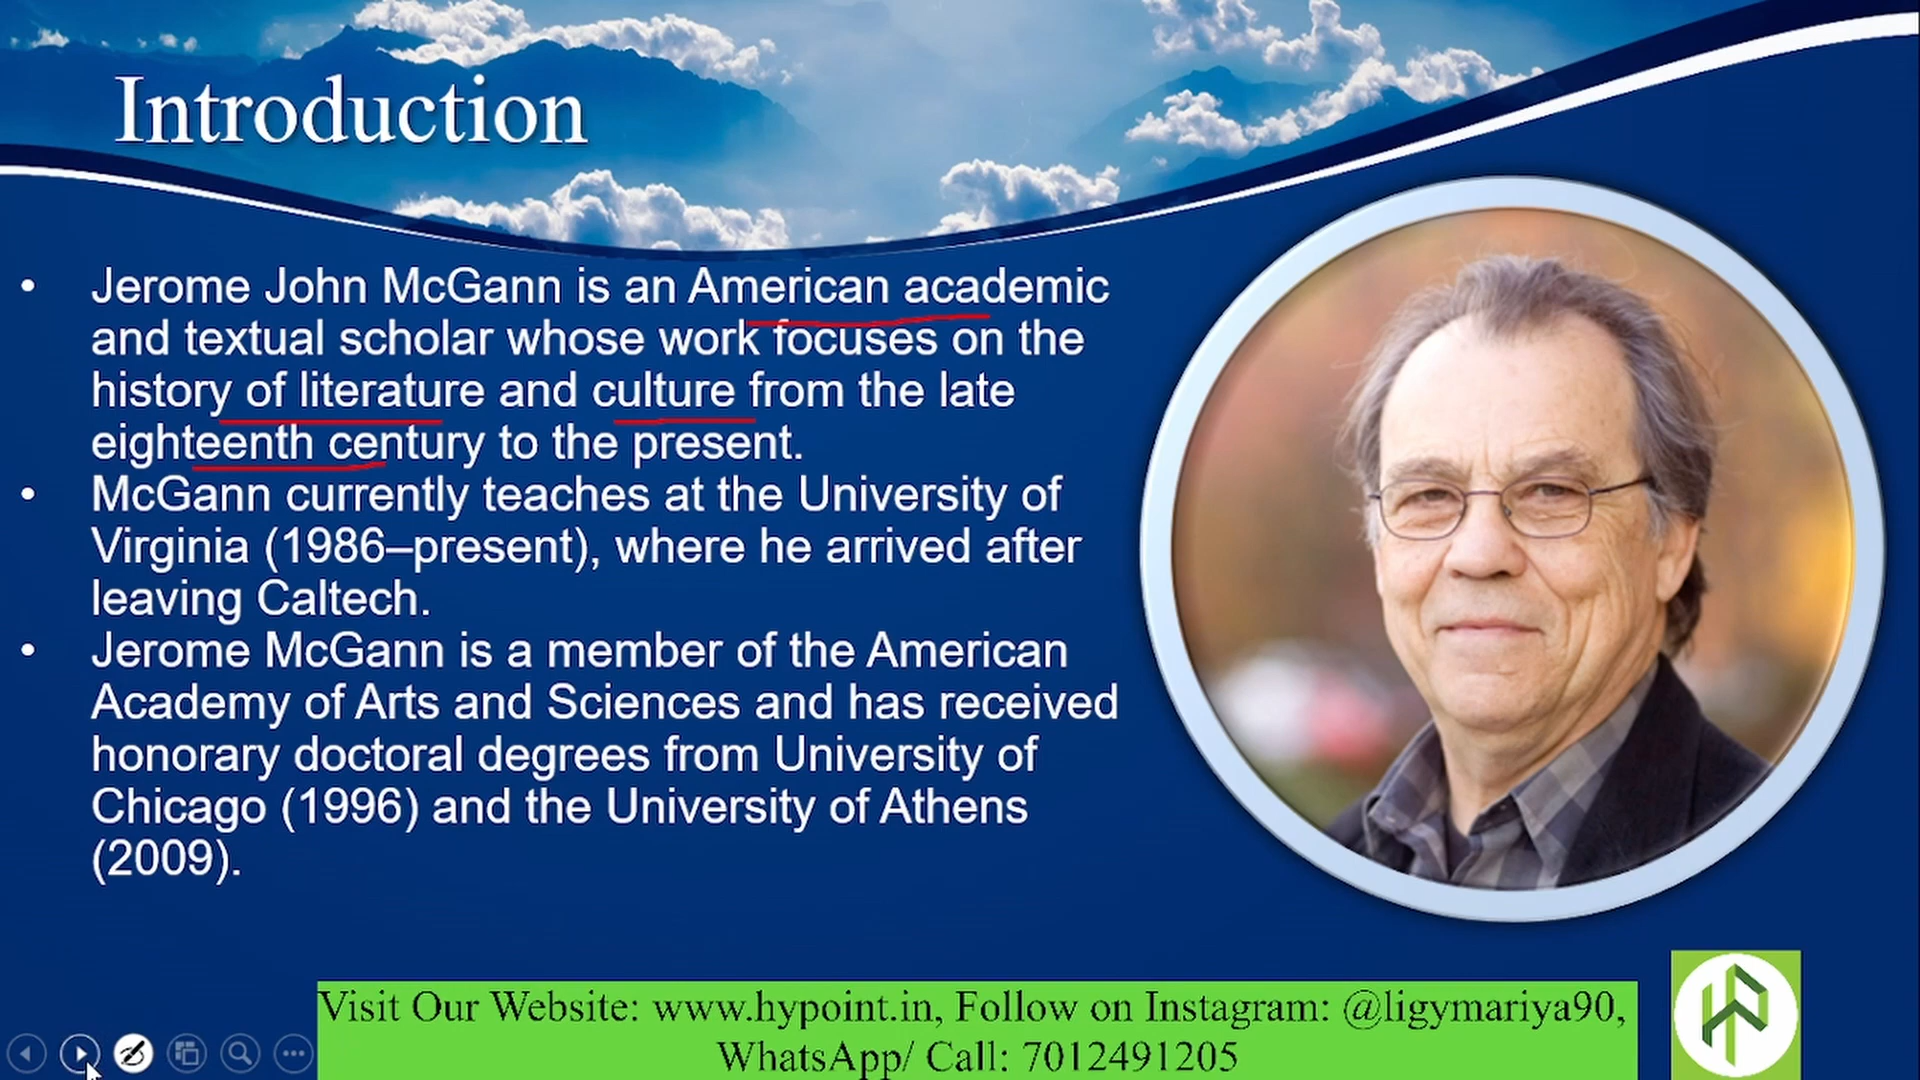 Introduction
• Jerome John McGann is an American academic
and textual scholar whose work focuses on the
history of literature and culture from the late
eighteenth century to the present.
• McGann currently teaches at the University of
Virginia (1986–present), where he arrived after
leaving Caltech.
• Jerome McGann is a member of the American
Academy of Arts and Sciences and has received
honorary doctoral degrees from University of
Chicago (1996) and the University of Athens
(2009).
Visit Our Website: www.hypoint.in, Follow on Instagram: @ligymariya90,
WhatsApp/ Call: 7012491205